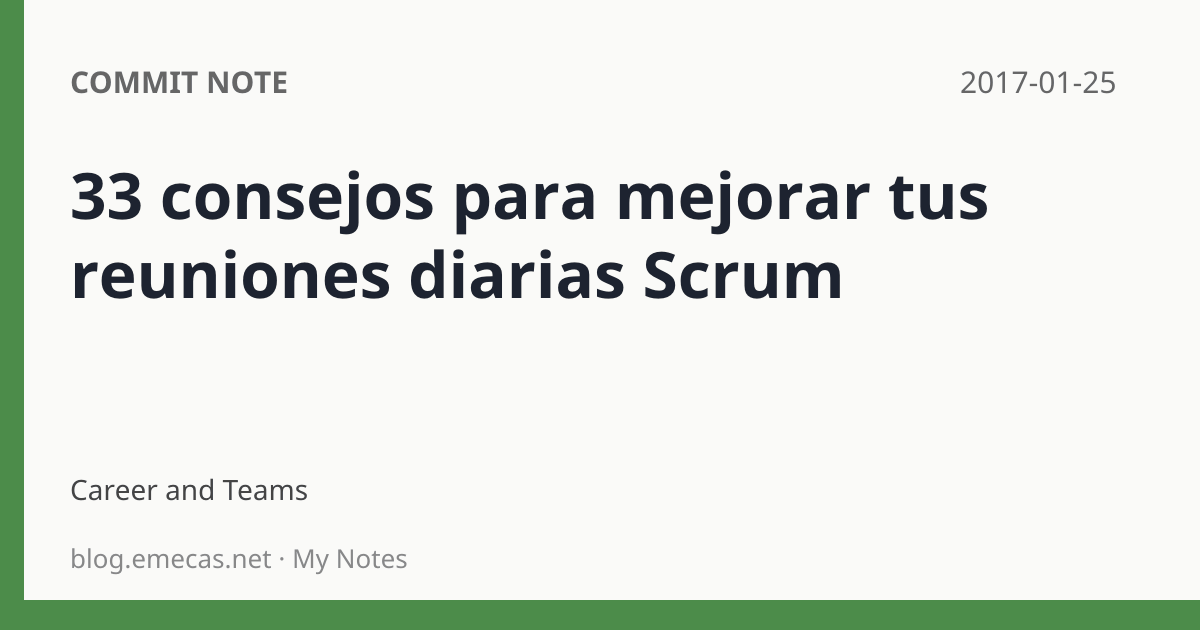 COMMIT NOTE
2017-01-25
33 consejos para mejorar tus
reuniones diarias Scrum
Career and Teams
blog.emecas.net · My Notes